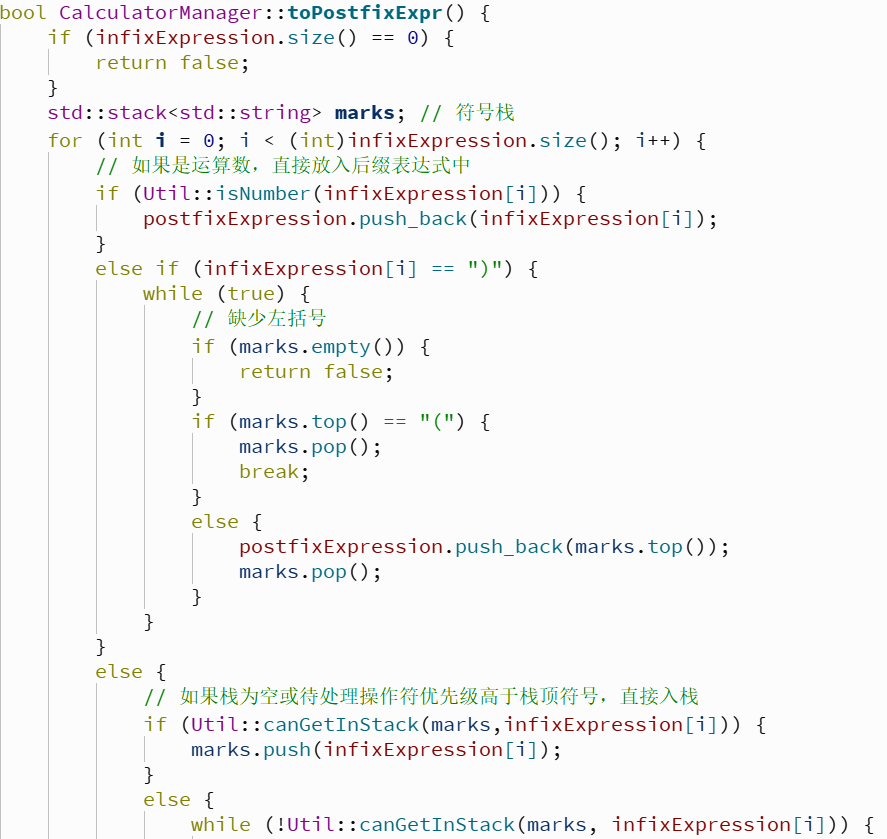 bool CalculatorManager::toPostfixExpr() {
    if (infixExpression.size() == 0) {
        return false;
    }
    std::stack<std::string> marks; // 符号栈
    for (int i = 0; i < (int)infixExpression.size(); i++) {
        // 如果是运算数，直接放入后缀表达式中
        if (Util::isNumber(infixExpression[i])) {
            postfixExpression.push_back(infixExpression[i]);
        }
        else if (infixExpression[i] == ")") {
            while (true) {
                // 缺少左括号
                if (marks.empty()) {
                    return false;
                }
                if (marks.top() == "(") {
                    marks.pop();
                    break;
                }
                else {
                    postfixExpression.push_back(marks.top());
                    marks.pop();
                }
            }
        }
        else {
            // 如果栈为空或待处理操作符优先级高于栈顶符号，直接入栈
            if (Util::canGetInStack(marks,infixExpression[i])) {
                marks.push(infixExpression[i]);
            }
            else {
                while (!Util::canGetInStack(marks, infixExpression[i])) {